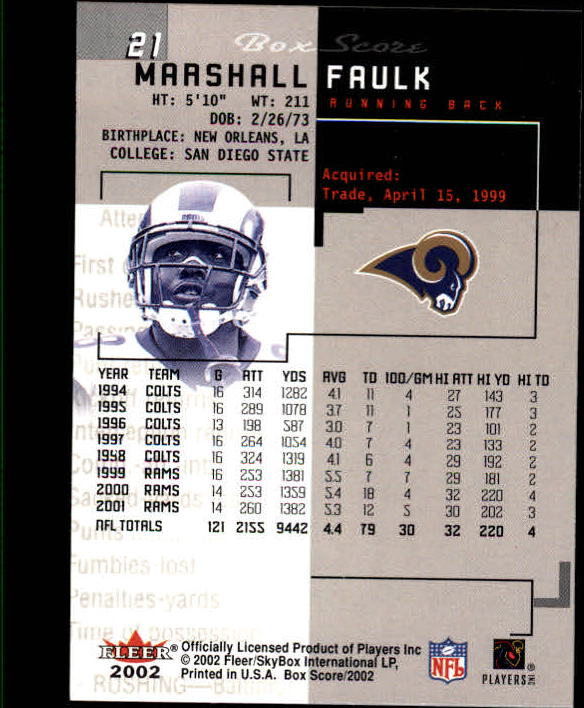 21
Box Score
MARSHALL FAULK
HT: 5'10" WT: 211
RUNNING BACK
DOB: 2/26/73
BIRTHPLACE: NEW ORLEANS, LA
COLLEGE: SAN DIEGO STATE
Acquired:
Trade, April 15, 1999
First
Rushe
YEAR TEAM G ATT YDS AVG TD 100/GM HI ATT HI YD HI TD
1994 COLTS 16 314 1282 4.1 11 4 27 143 3
1995 COLTS 16 289 1078 3.7 11 1 25 177 3
1996 COLTS 13 198 587 3.0 7 1 23 101 2
1997 COLTS 16 264 1054 4.0 7 4 23 133 2
1998 COLTS 16 324 1319 4.1 6 4 29 192 2
1999 RAMS 16 253 1381 5.5 7 7 29 181 2
2000 RAMS 14 253 1359 5.4 18 4 32 220 4
2001 RAMS 14 260 1382 5.3 12 5 30 202 3
NFL TOTALS 121 2155 9442 4.4 79 30 32 220 4
Fumbles-lost
Penalties-yards
Time of possess
FLEER® 2002
Officially Licensed Product of Players Inc
© 2002 Fleer/SkyBox International LP,
Printed in U.S.A. Box Score/2002
NFL
PLAYERS INC
RUSHING—Bal